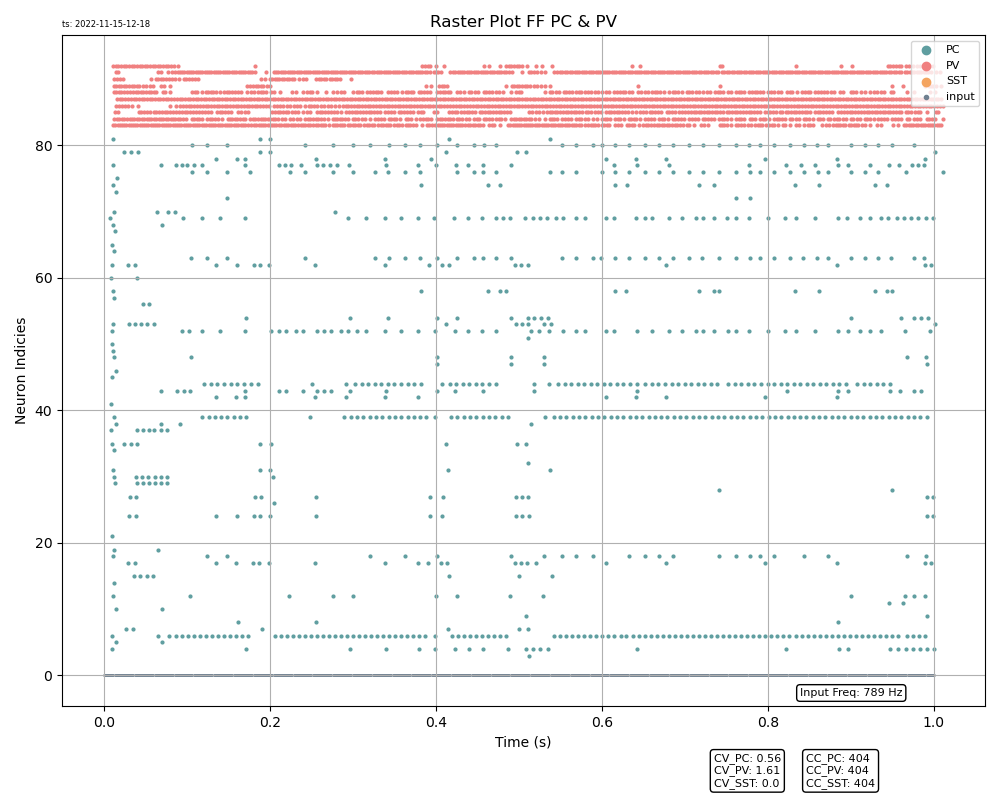 ts: 2022-11-15-12-18
Raster Plot FF PC & PV
PC
PV
SST
input
Neuron Indicies
80
60
40
20
0
0.0
0.2
0.4
0.6
0.8
1.0
Time (s)
Input Freq: 789 Hz
CV_PC: 0.56
CV_PV: 1.61
CV_SST: 0.0
CC_PC: 404
CC_PV: 404
CC_SST: 404